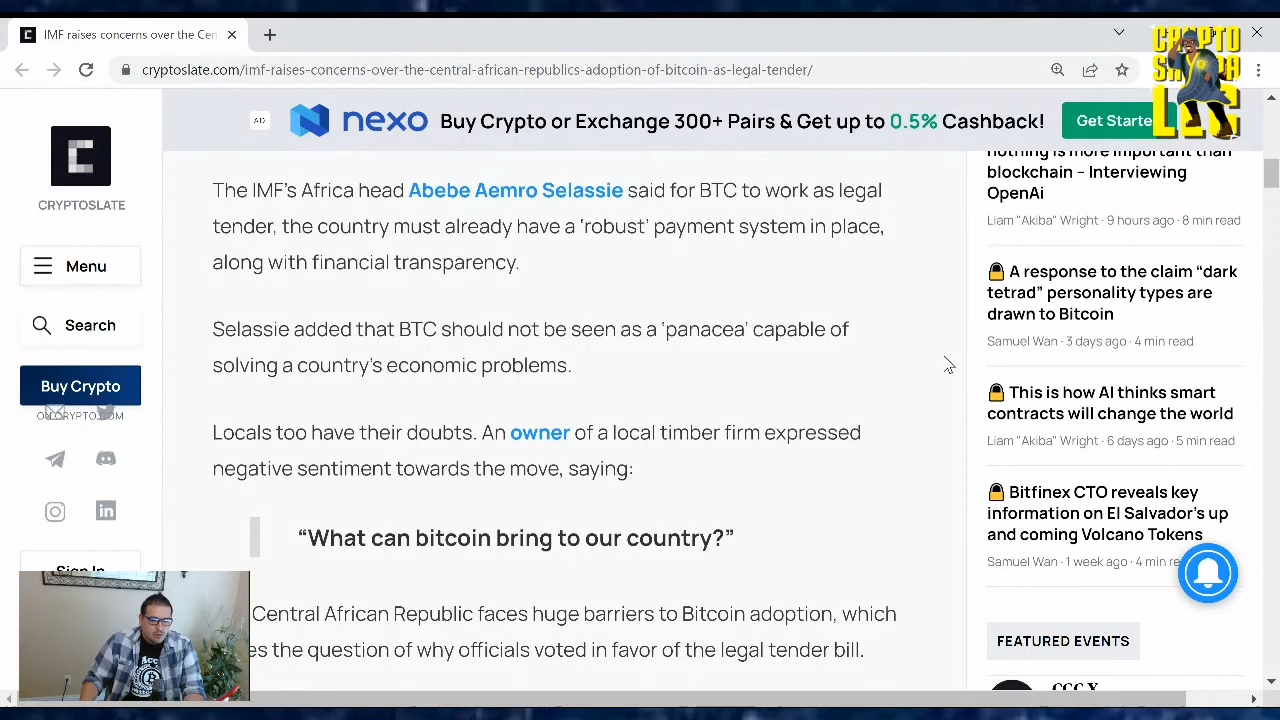 IMF raises concerns over the Cen
cryptoslate.com/imf-raises-concerns-over-the-central-african-republics-adoption-of-bitcoin-as-legal-tender/
CRYPTO
LEG
AD
nexo
Buy Crypto or Exchange 300+ Pairs & Get up to 0.5% Cashback!
Get Starte
CRYPTOSLATE
Menu
Search
Buy Crypto
ON CRYPTO.COM
Sign In
The IMF's Africa head Abebe Aemro Selassie said for BTC to work as legal
tender, the country must already have a 'robust' payment system in place,
along with financial transparency.
Selassie added that BTC should not be seen as a 'panacea' capable of
solving a country's economic problems.
Locals too have their doubts. An owner of a local timber firm expressed
negative sentiment towards the move, saying:
“What can bitcoin bring to our country?”
Central African Republic faces huge barriers to Bitcoin adoption, which
es the question of why officials voted in favor of the legal tender bill.
nothing is more important than
blockchain – Interviewing
OpenAi
Liam "Akiba" Wright · 9 hours ago · 8 min read
A response to the claim “dark
tetrad” personality types are
drawn to Bitcoin
Samuel Wan · 3 days ago · 4 min read
This is how AI thinks smart
contracts will change the world
Liam "Akiba" Wright · 6 days ago · 5 min read
Bitfinex CTO reveals key
information on El Salvador's up
and coming Volcano Tokens
Samuel Wan · 1 week ago · 4 min re
FEATURED EVENTS